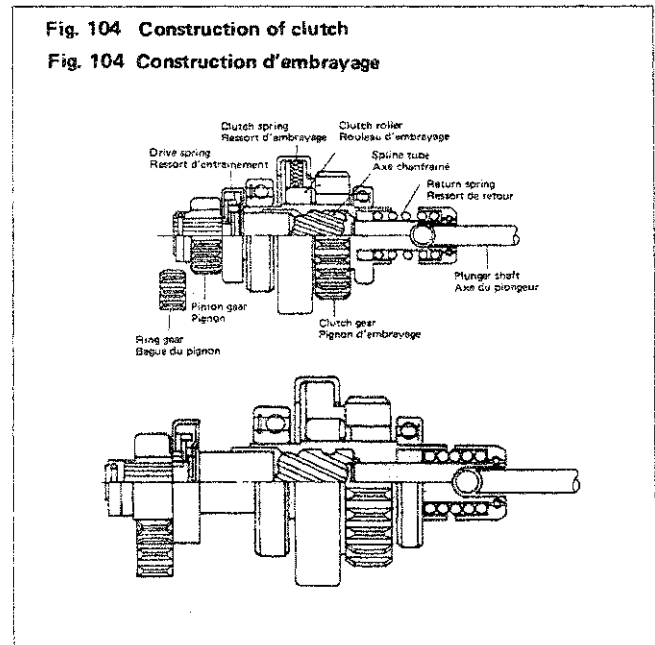 Fig. 104 Construction of clutch
Fig. 104 Construction d'embrayage
Clutch spring
Ressort d'embrayage
Clutch roller
Rouleau d'embrayage
Drive spring
Ressort d'entrainement
Spline tube
Axe chanfrainé
Return spring
Ressort de retour
Plunger shaft
Axe du plongeur
Pinion gear
Pignon
Clutch gear
Pignon d'embrayage
Ring gear
Bague du pignon